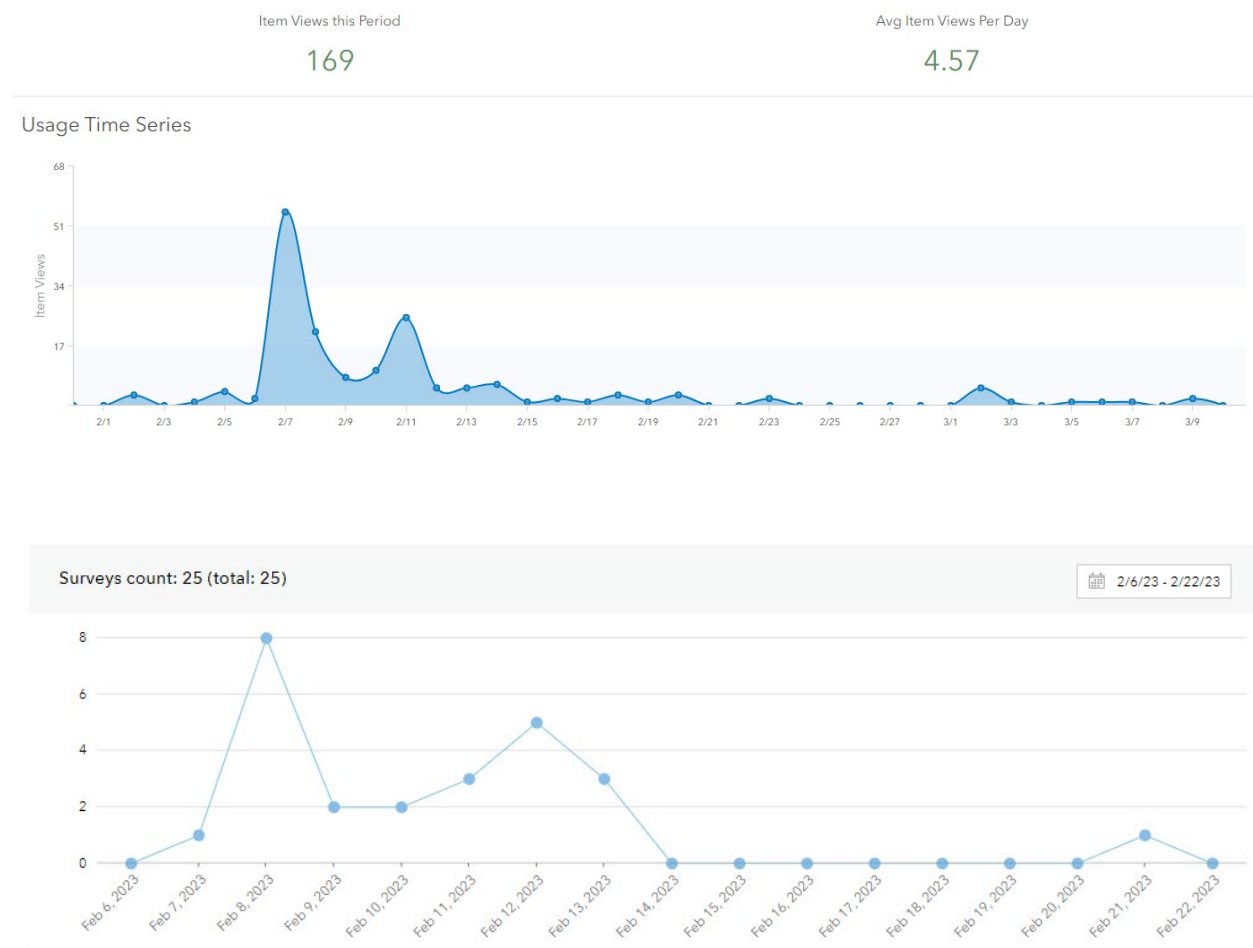 Item Views this Period
Avg Item Views Per Day
169
4.57
Usage Time Series
68
51
34
17
Item Views
2/1 2/3 2/5 2/7 2/9 2/11 2/13 2/15 2/17 2/19 2/21 2/23 2/25 2/27 3/1 3/3 3/5 3/7 3/9
Surveys count: 25 (total: 25)
2/6/23 - 2/22/23
8
6
4
2
0
Feb 6, 2023
Feb 7, 2023
Feb 8, 2023
Feb 9, 2023
Feb 10, 2023
Feb 11, 2023
Feb 12, 2023
Feb 13, 2023
Feb 14, 2023
Feb 15, 2023
Feb 16, 2023
Feb 17, 2023
Feb 18, 2023
Feb 19, 2023
Feb 20, 2023
Feb 21, 2023
Feb 22, 2023